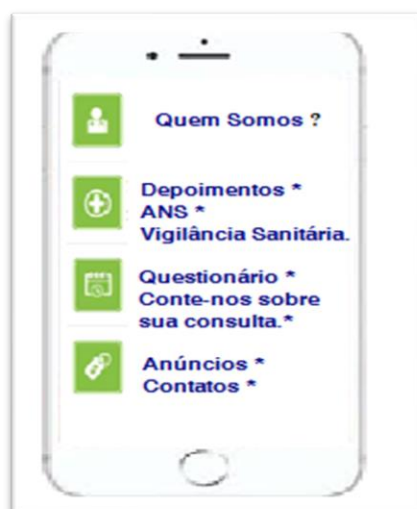 Quem Somos ?
Depoimentos *
ANS *
Vigilância Sanitária.
Questionário *
Conte-nos sobre
sua consulta.*
Anúncios *
Contatos *